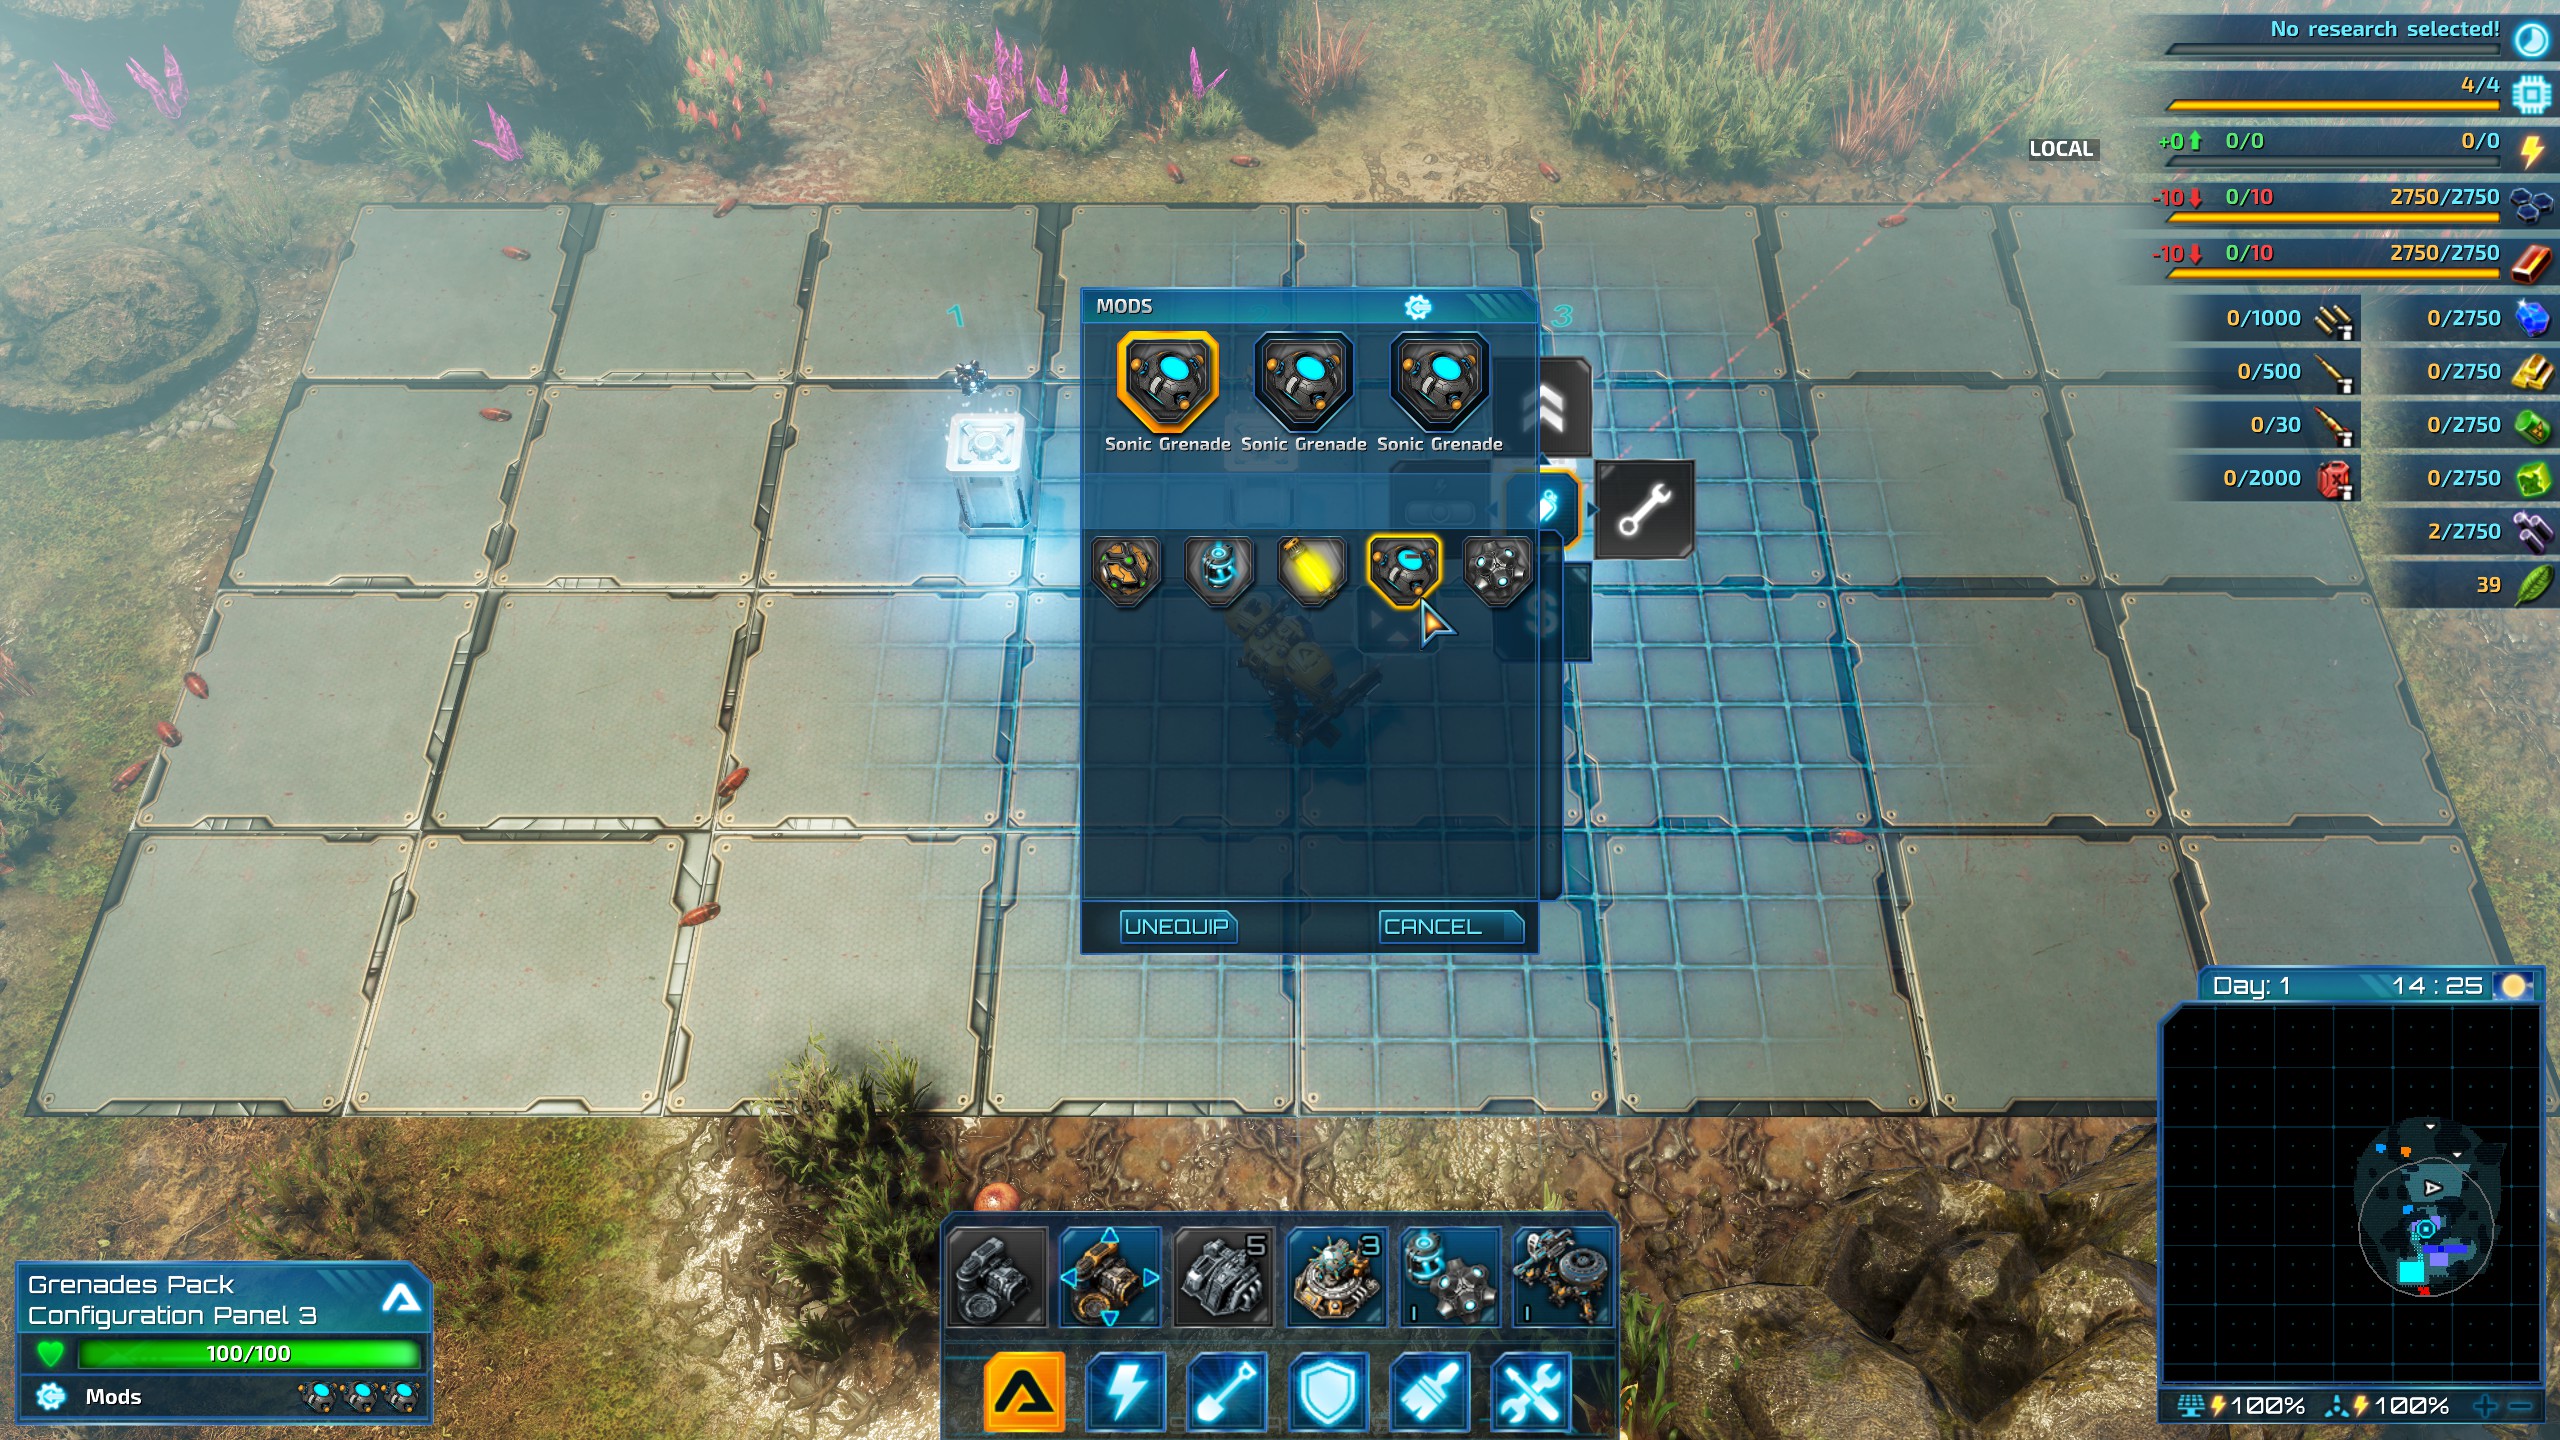 No research selected!
4/4
+0 0/0 0/0
-10 0/10 2750/2750
-10 0/10 2750/2750
0/1000 0/2750
0/500 0/2750
0/30 0/2750
0/2000 0/2750
2/2750
39
LOCAL
1
3
MODS
Sonic Grenade Sonic Grenade Sonic Grenade
$
UNEQUIP CANCEL
Day: 1 14:25
100% 100%
Grenades Pack
Configuration Panel 3
100/100
Mods
5 3 I I